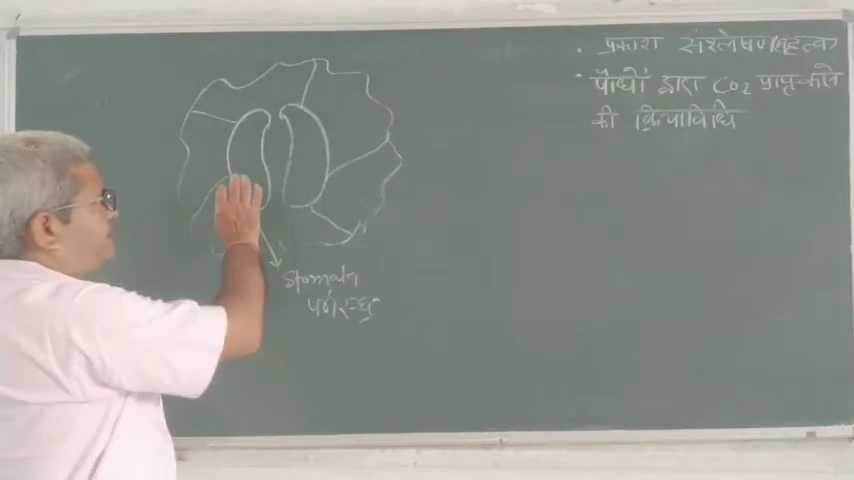 • प्रकाश संश्लेषण (महत्व)
• पौधों द्वारा CO2 प्राप्त करने
की क्रियाविधि
Stomata
पर्णरन्ध्र